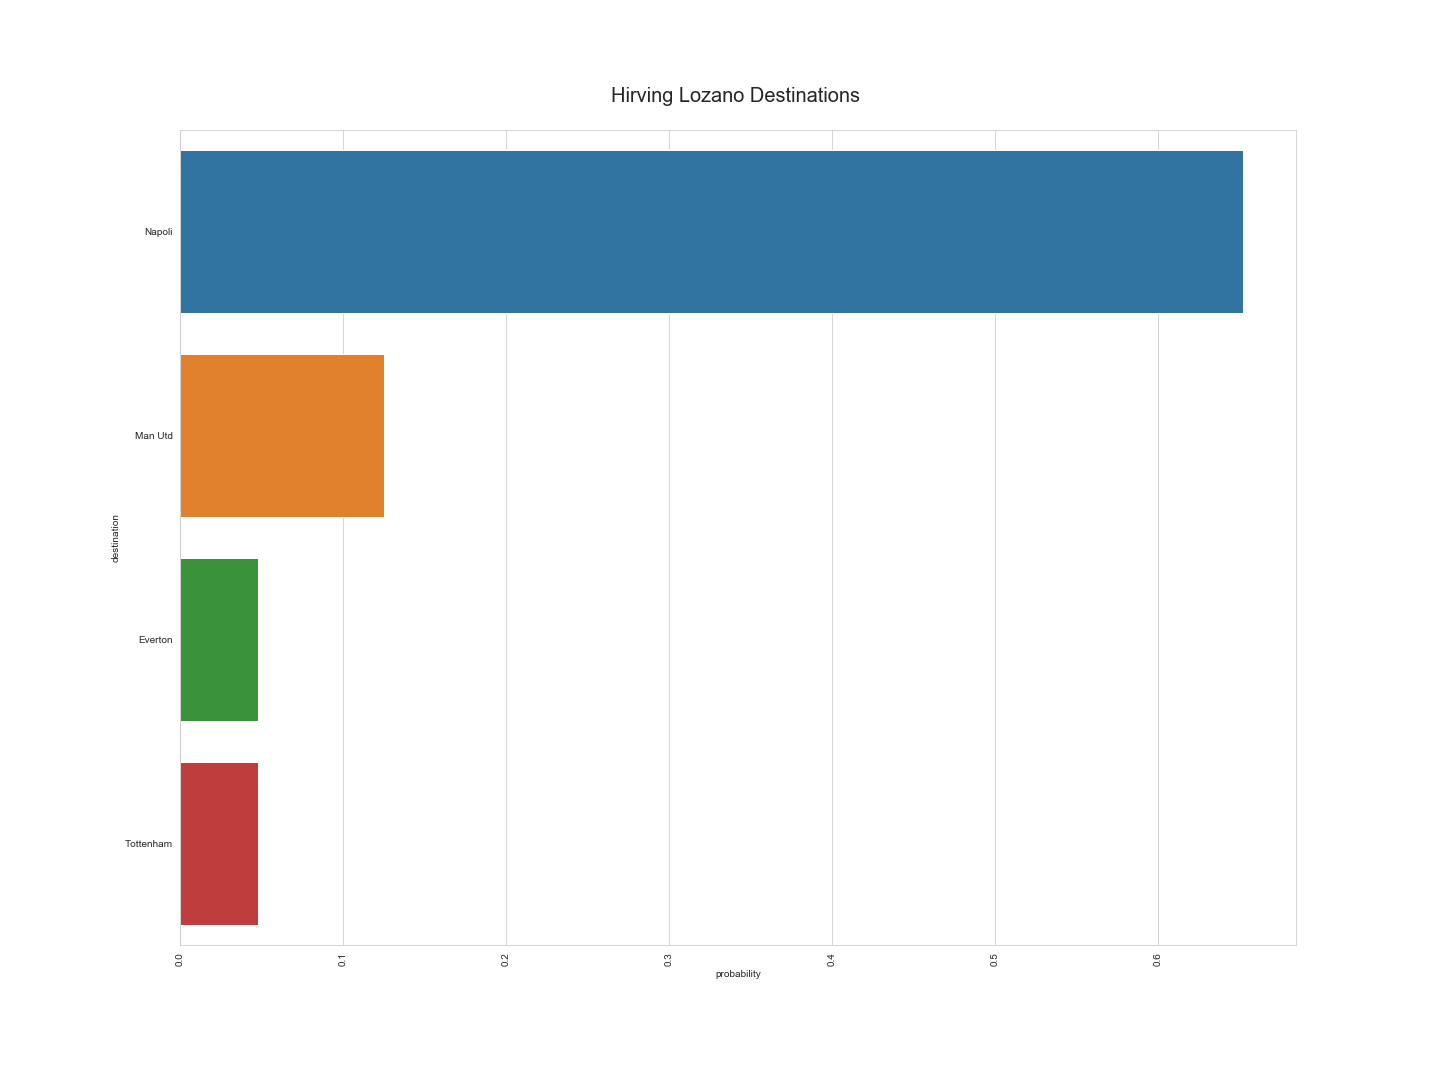 Hirving Lozano Destinations
Napoli
Man Utd
Everton
Tottenham
destination
0.0
0.1
0.2
0.3
0.4
0.5
0.6
probability